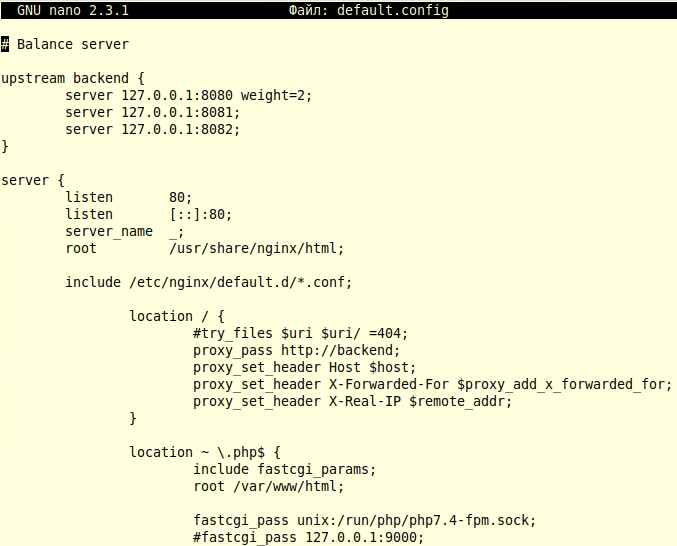 GNU nano 2.3.1 Файл: default.config
# Balance server
upstream backend {
server 127.0.0.1:8080 weight=2;
server 127.0.0.1:8081;
server 127.0.0.1:8082;
}
server {
listen 80;
listen [::]:80;
server_name _;
root /usr/share/nginx/html;
include /etc/nginx/default.d/*.conf;
location / {
#try_files $uri $uri/ =404;
proxy_pass http://backend;
proxy_set_header Host $host;
proxy_set_header X-Forwarded-For $proxy_add_x_forwarded_for;
proxy_set_header X-Real-IP $remote_addr;
}
location ~ \.php$ {
include fastcgi_params;
root /var/www/html;
fastcgi_pass unix:/run/php/php7.4-fpm.sock;
#fastcgi_pass 127.0.0.1:9000;